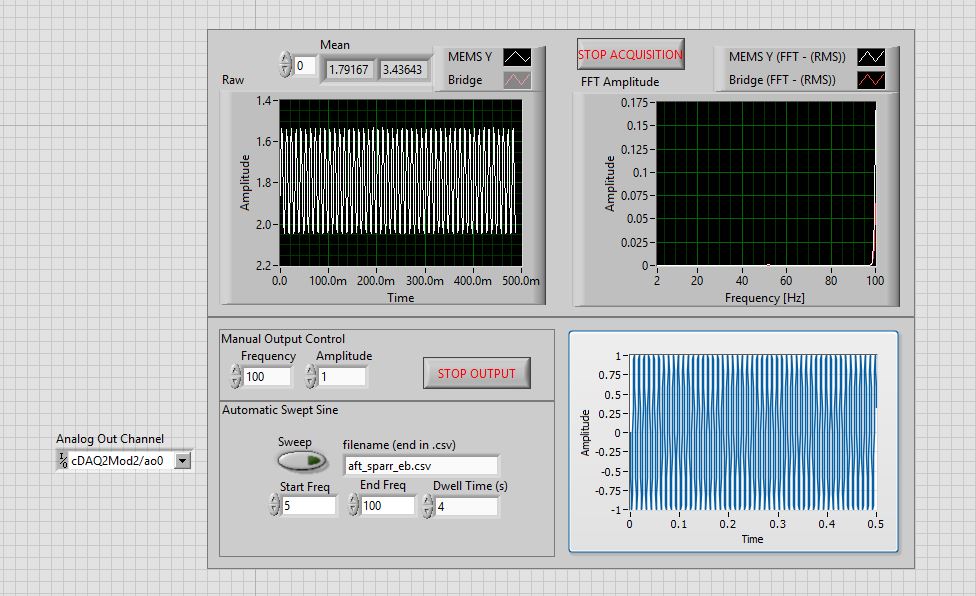 Mean
0 1.79167 3.43643
Raw
MEMS Y
Bridge
1.4
1.6
1.8
2.0
2.2
Amplitude
0.0 100.0m 200.0m 300.0m 400.0m 500.0m
Time
STOP ACQUISITION
FFT Amplitude
MEMS Y (FFT - (RMS))
Bridge (FFT - (RMS))
0.175
0.15
0.125
0.1
0.075
0.05
0.025
0
Amplitude
2 20 40 60 80 100
Frequency [Hz]
Manual Output Control
Frequency Amplitude
100 1
STOP OUTPUT
Automatic Swept Sine
Sweep
filename (end in .csv)
aft_sparr_eb.csv
Start Freq End Freq Dwell Time (s)
5 100 4
Analog Out Channel
I/O cDAQ2Mod2/ao0
1
0.75
0.5
0.25
0
-0.25
-0.5
-0.75
-1
Amplitude
0 0.1 0.2 0.3 0.4 0.5
Time